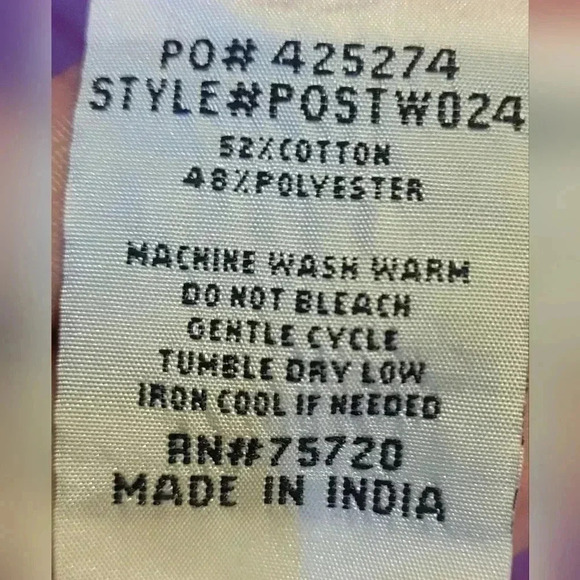 PO# 425274
STYLE#POSTW024
52%COTTON
48%POLYESTER
MACHINE WASH WARM
DO NOT BLEACH
GENTLE CYCLE
TUMBLE DRY LOW
IRON COOL IF NEEDED
RN#75720
MADE IN INDIA